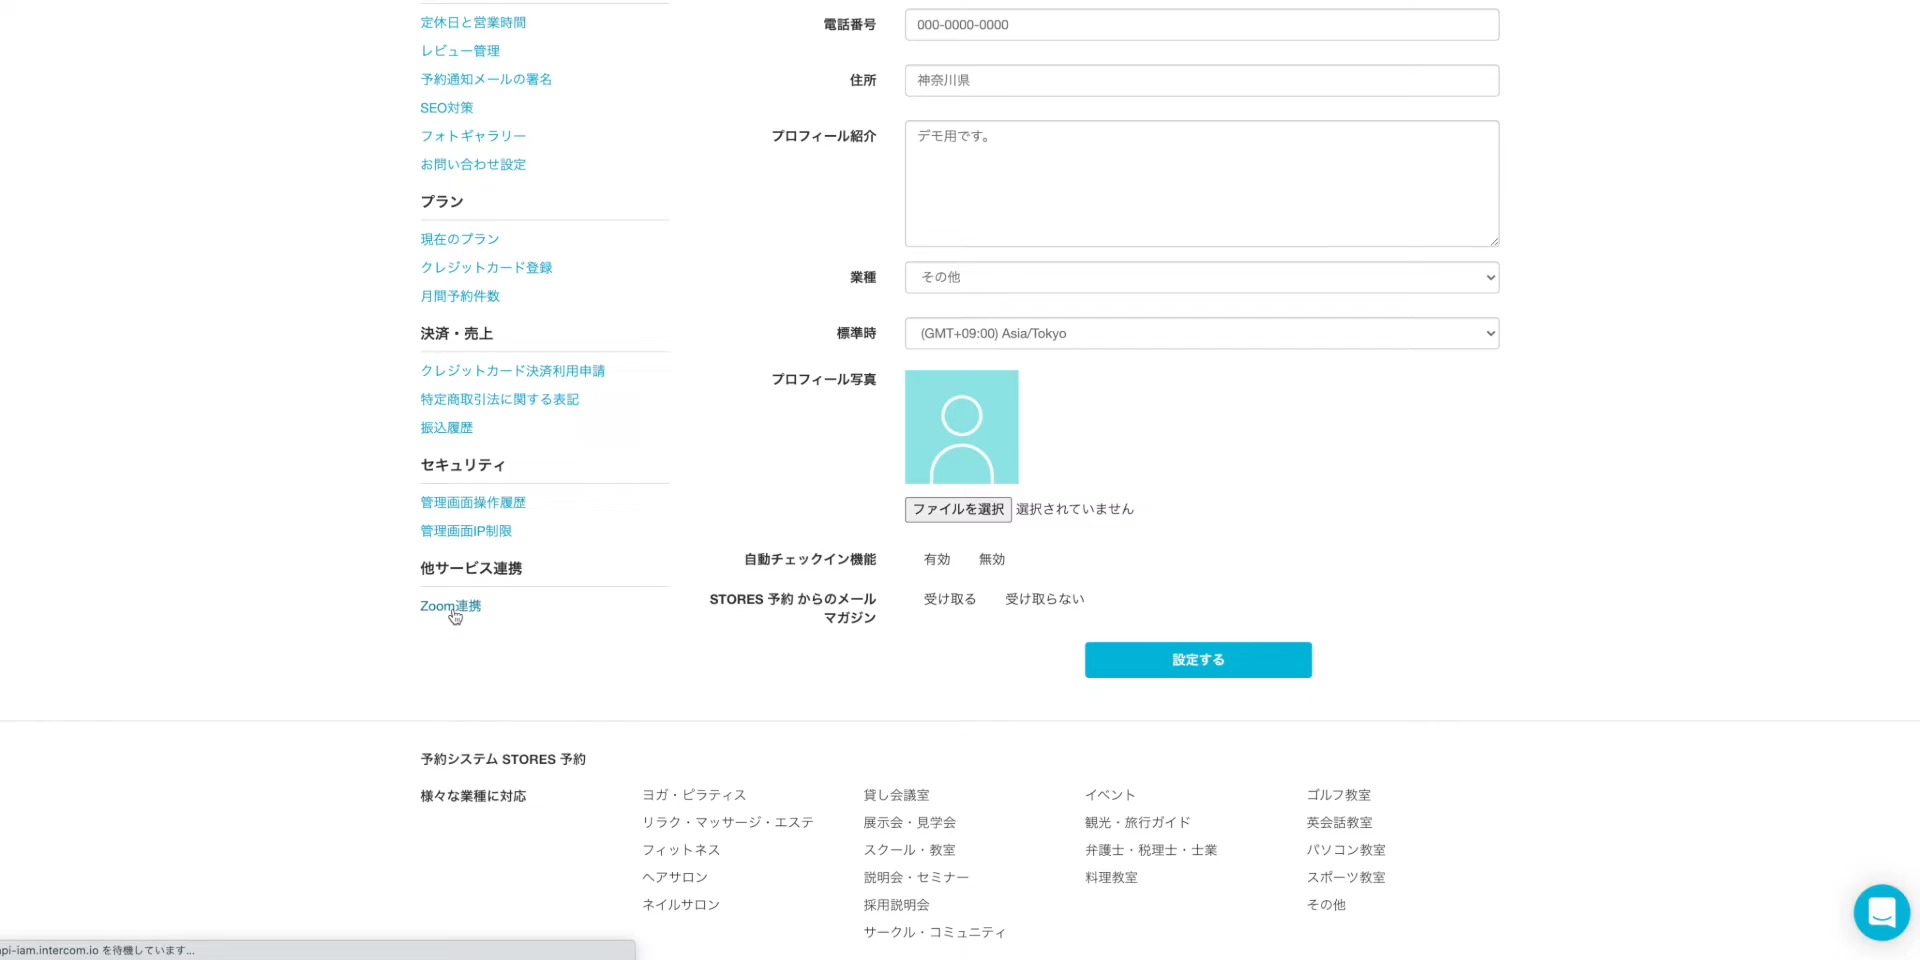 定休日と営業時間
レビュー管理
予約通知メールの署名
SEO対策
フォトギャラリー
お問い合わせ設定
プラン
現在のプラン
クレジットカード登録
月間予約件数
決済・売上
クレジットカード決済利用申請
特定商取引法に関する表記
振込履歴
セキュリティ
管理画面操作履歴
管理画面IP制限
他サービス連携
Zoom連携
電話番号
000-0000-0000
住所
神奈川県
プロフィール紹介
デモ用です。
業種
その他
標準時
(GMT+09:00) Asia/Tokyo
プロフィール写真
ファイルを選択 選択されていません
自動チェックイン機能
有効 無効
STORES 予約 からのメール
マガジン
受け取る 受け取らない
設定する
予約システム STORES 予約
様々な業種に対応
ヨガ・ピラティス
リラク・マッサージ・エステ
フィットネス
ヘアサロン
ネイルサロン
貸し会議室
展示会・見学会
スクール・教室
説明会・セミナー
採用説明会
サークル・コミュニティ
イベント
観光・旅行ガイド
弁護士・税理士・士業
料理教室
ゴルフ教室
英会話教室
パソコン教室
スポーツ教室
その他
pi-iam.intercom.io を待機しています...